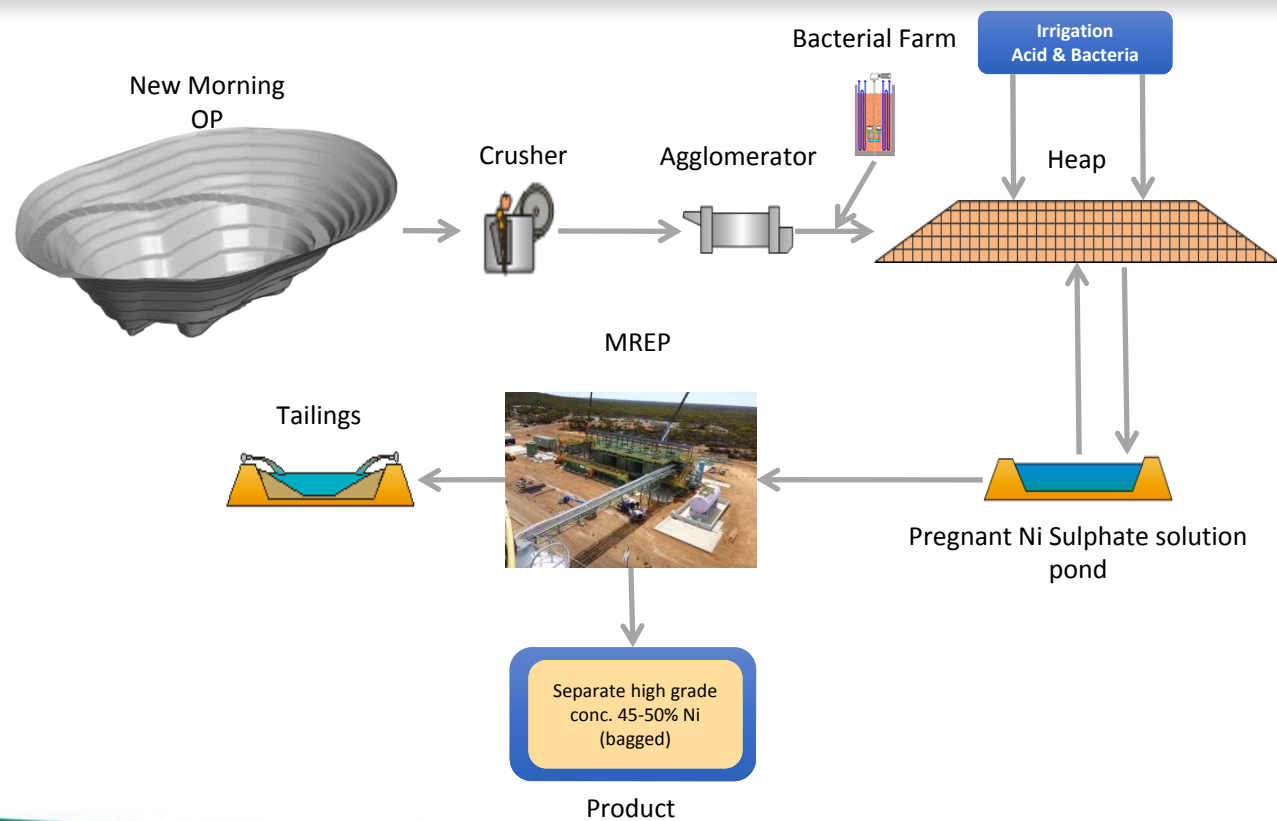 New Morning
OP
Crusher
Agglomerator
Bacterial Farm
Irrigation
Acid & Bacteria
Heap
MREP
Tailings
Pregnant Ni Sulphate solution
pond
Separate high grade
conc. 45-50% Ni
(bagged)
Product